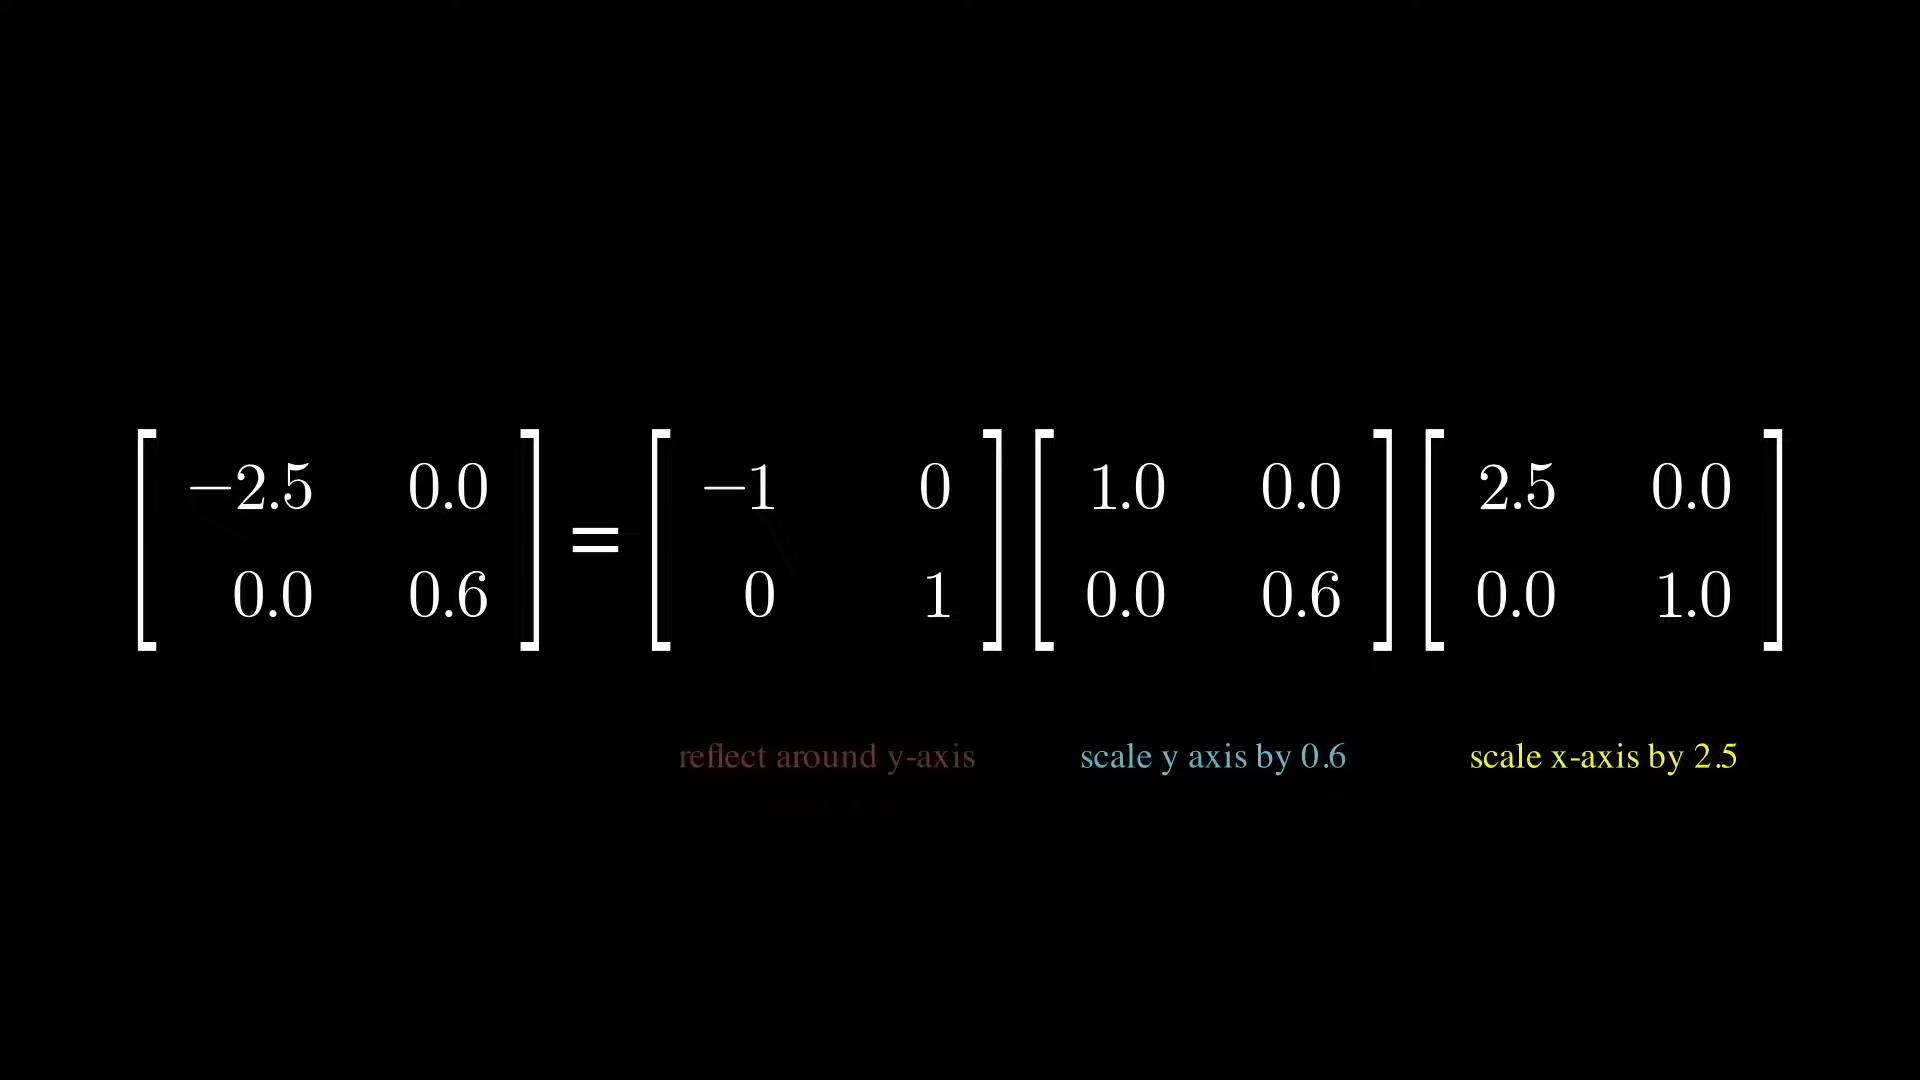 −2.5 0.0 −1 0 1.0 0.0 2.5 0.0
=
0.0 0.6 0 1 0.0 0.6 0.0 1.0
reflect around y-axis scale y axis by 0.6 scale x-axis by 2.5